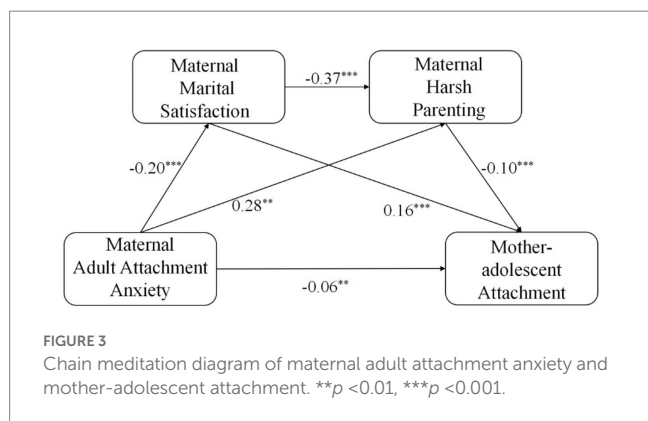 Maternal
Marital
Satisfaction
-0.37***
Maternal
Harsh
Parenting
-0.20***
0.28**
0.16***
-0.10***
Maternal
Adult Attachment
Anxiety
-0.06**
Mother-
adolescent
Attachment
FIGURE 3
Chain meditation diagram of maternal adult attachment anxiety and
mother-adolescent attachment. **p <0.01, ***p <0.001.